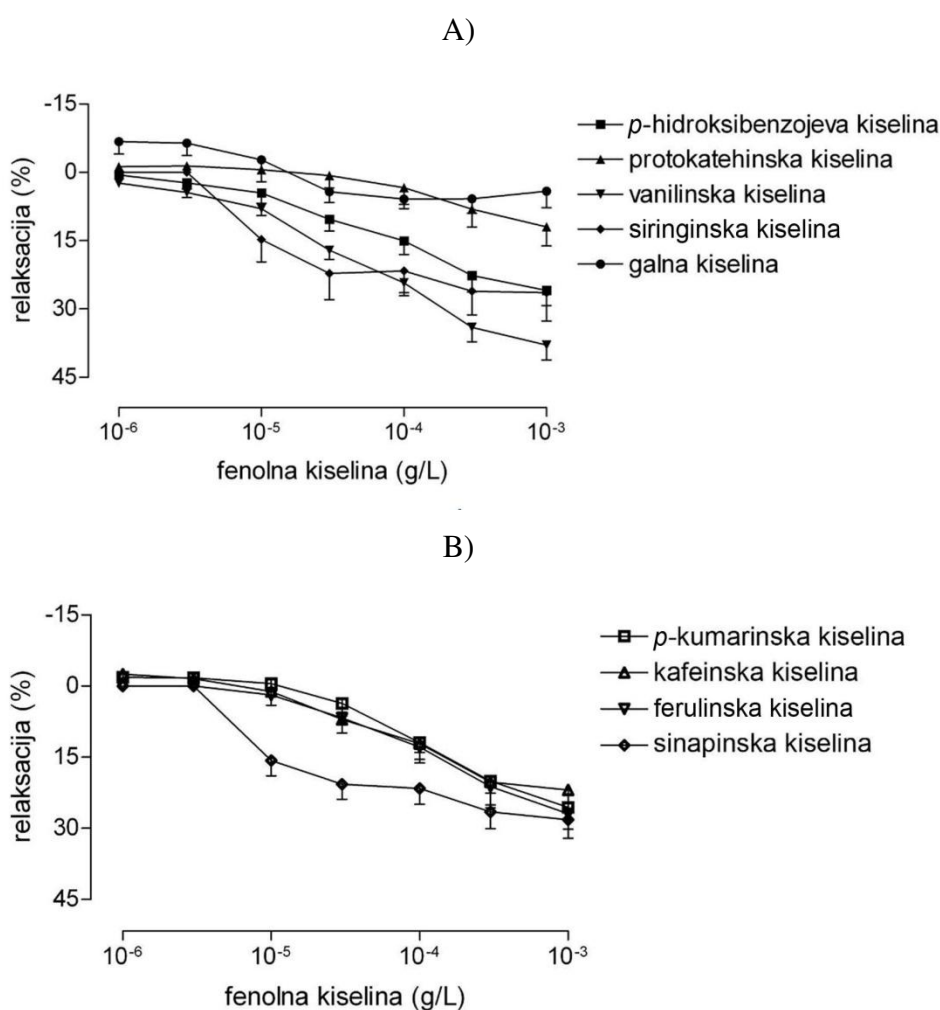 A)
-15
0
15
30
45
relaksacija (%)
10⁻⁶ 10⁻⁵ 10⁻⁴ 10⁻³
fenolna kiselina (g/L)
p-hidroksibenzojeva kiselina
protokatehinska kiselina
vanilinska kiselina
siringinska kiselina
galna kiselina
B)
-15
0
15
30
45
relaksacija (%)
10⁻⁶ 10⁻⁵ 10⁻⁴ 10⁻³
fenolna kiselina (g/L)
p-kumarinska kiselina
kafeinska kiselina
ferulinska kiselina
sinapinska kiselina